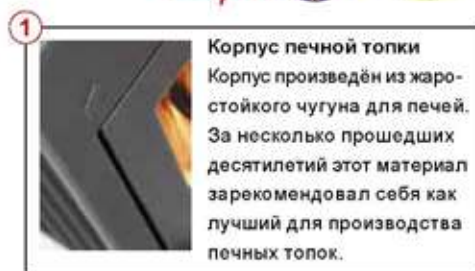 1
Корпус печной топки
Корпус произведён из жаро-
стойкого чугуна для печей.
За несколько прошедших
десятилетий этот материал
зарекомендовал себя как
лучший для производства
печных топок.